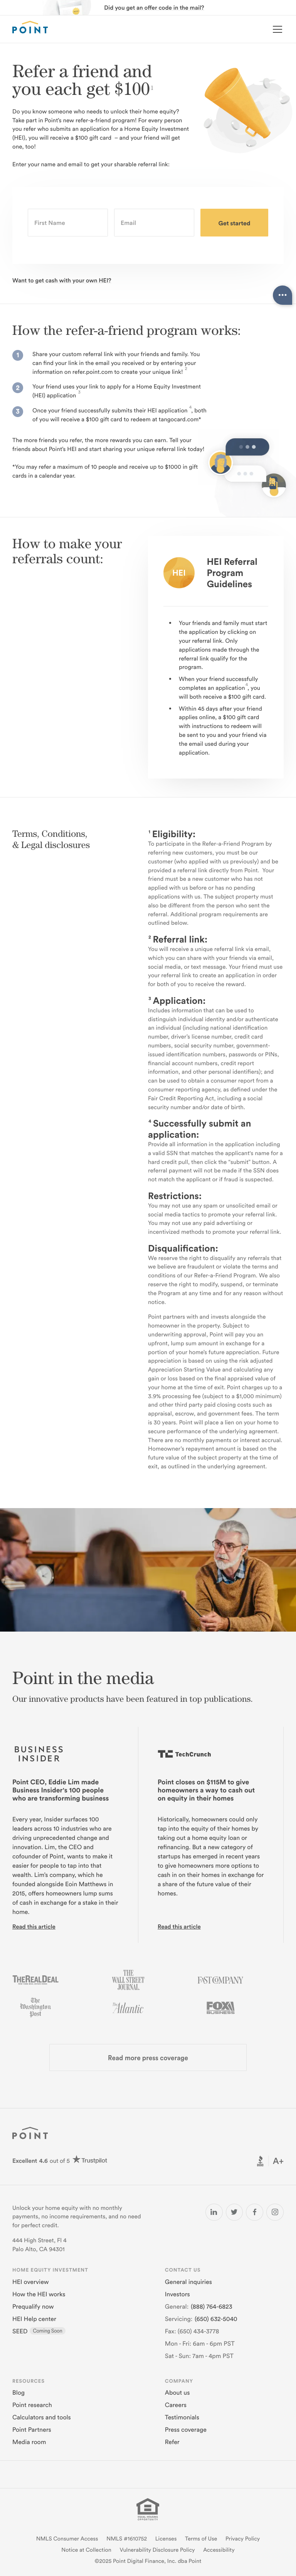 Did you get an offer code in the mail?
POINT
Refer a friend and
you each get $100¹
Do you know someone who needs to unlock their home equity?
Take part in Point's new refer-a-friend program! For every person
you refer who submits an application for a Home Equity Investment
(HEI), you will receive a $100 gift card – and your friend will get
one, too!
Enter your name and email to get your sharable referral link:
First Name
Email
Get started
Want to get cash with your own HEI?
How the refer-a-friend program works:
1
Share your custom referral link with your friends and family. You
can find your link in the email you received or by entering your
information on refer.point.com to create your unique link! 2
2
Your friend uses your link to apply for a Home Equity Investment
(HEI) application 3
3
Once your friend successfully submits their HEI application 4, both
of you will receive a $100 gift card to redeem at tangocard.com*
The more friends you refer, the more rewards you can earn. Tell your
friends about Point's HEI and start sharing your unique referral link today!
*You may refer a maximum of 10 people and receive up to $1000 in gift
cards in a calendar year.
How to make your
referrals count:
HEI
HEI Referral
Program
Guidelines
• Your friends and family must start
the application by clicking on
your referral link. Only
applications made through the
referral link qualify for the
program.
• When your friend successfully
completes an application 4, you
will both receive a $100 gift card.
• Within 45 days after your friend
applies online, a $100 gift card
with instructions to redeem will
be sent to you and your friend via
the email used during your
application.
Terms, Conditions,
& Legal disclosures
¹ Eligibility:
To participate in the Refer-a-Friend Program by
referring new customers, you must be our
customer (who applied with us previously) and be
provided a referral link directly from Point. Your
friend must be a new customer who has not
applied with us before or has no pending
applications with us. The subject property must
also be different from the person who sent the
referral. Additional program requirements are
outlined below.
² Referral link:
You will receive a unique referral link via email,
which you can share with your friends via email,
social media, or text message. Your friend must use
your referral link to create an application in order
for both of you to receive the reward.
³ Application:
Includes information that can be used to
distinguish individual identity and/or authenticate
an individual (including national identification
number, driver's license number, credit card
numbers, social security number, government-
issued identification numbers, passwords or PINs,
financial account numbers, credit report
information, and other personal identifiers); and
can be used to obtain a consumer report from a
consumer reporting agency, as defined under the
Fair Credit Reporting Act, including a social
security number and/or date of birth.
⁴ Successfully submit an
application:
Provide all information in the application including
a valid SSN that matches the applicant's name for a
hard credit pull, then click the "submit" button. A
referral payment will not be made if the SSN does
not match the applicant or if fraud is suspected.
Restrictions:
You may not use any spam or unsolicited email or
social media tactics to promote your referral link.
You may not use any paid advertising or
incentivized methods to promote your referral link.
Disqualification:
We reserve the right to disqualify any referrals that
we believe are fraudulent or violate the terms and
conditions of our Refer-a-Friend Program. We also
reserve the right to modify, suspend, or terminate
the Program at any time and for any reason without
notice.
Point partners with and invests alongside the
homeowner in the property. Subject to
underwriting approval, Point will pay you an
upfront, lump sum amount in exchange for a
portion of your home's future appreciation. Future
appreciation is based on using the risk adjusted
Appreciation Starting Value and calculating any
gain or loss based on the final appraised value of
your home at the time of exit. Point charges up to a
3.9% processing fee (subject to a $1,000 minimum)
and other third party paid closing costs such as
appraisal, escrow, and government fees. The term
is 30 years. Point will place a lien on your home to
secure performance of the underlying agreement.
There are no monthly payments or interest accrual.
Homeowner's repayment amount is based on the
future value of the subject property at the time of
exit, as outlined in the underlying agreement.
Point in the media
Our innovative products have been featured in top publications.
BUSINESS
INSIDER
Point CEO, Eddie Lim made
Business Insider's 100 people
who are transforming business
Every year, Insider surfaces 100
leaders across 10 industries who are
driving unprecedented change and
innovation. Lim, the CEO and
cofounder of Point, wants to make it
easier for people to tap into that
wealth. Lim's company, which he
founded alongside Eoin Matthews in
2015, offers homeowners lump sums
of cash in exchange for a stake in their
home.
Read this article
TechCrunch
Point closes on $115M to give
homeowners a way to cash out
on equity in their homes
Historically, homeowners could only
tap into the equity of their homes by
taking out a home equity loan or
refinancing. But a new category of
startups has emerged in recent years
to give homeowners more options to
cash in on their homes in exchange for
a share of the future value of their
homes.
Read this article
THE REAL DEAL
THE
WALL STREET
JOURNAL
FAST COMPANY
The
Washington
Post
The Atlantic
FOX
BUSINESS
Read more press coverage
POINT
Excellent 4.6 out of 5 Trustpilot
BBB A+
Unlock your home equity with no monthly
payments, no income requirements, and no need
for perfect credit.
444 High Street, Fl 4
Palo Alto, CA 94301
HOME EQUITY INVESTMENT
HEI overview
How the HEI works
Prequalify now
HEI Help center
SEED Coming Soon
CONTACT US
General inquiries
Investors
General: (888) 764-6823
Servicing: (650) 632-5040
Fax: (650) 434-3778
Mon - Fri: 6am - 6pm PST
Sat - Sun: 7am - 4pm PST
RESOURCES
Blog
Point research
Calculators and tools
Point Partners
Media room
COMPANY
About us
Careers
Testimonials
Press coverage
Refer
NMLS Consumer Access NMLS #1610752 Licenses Terms of Use Privacy Policy
Notice at Collection Vulnerability Disclosure Policy Accessibility
©2025 Point Digital Finance, Inc. dba Point